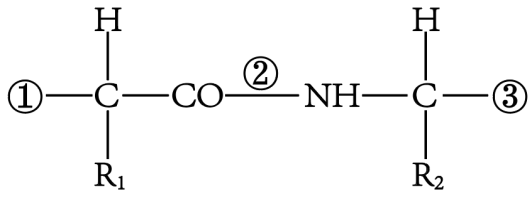 H H
②
① C CO NH C ③
R₁ R₂